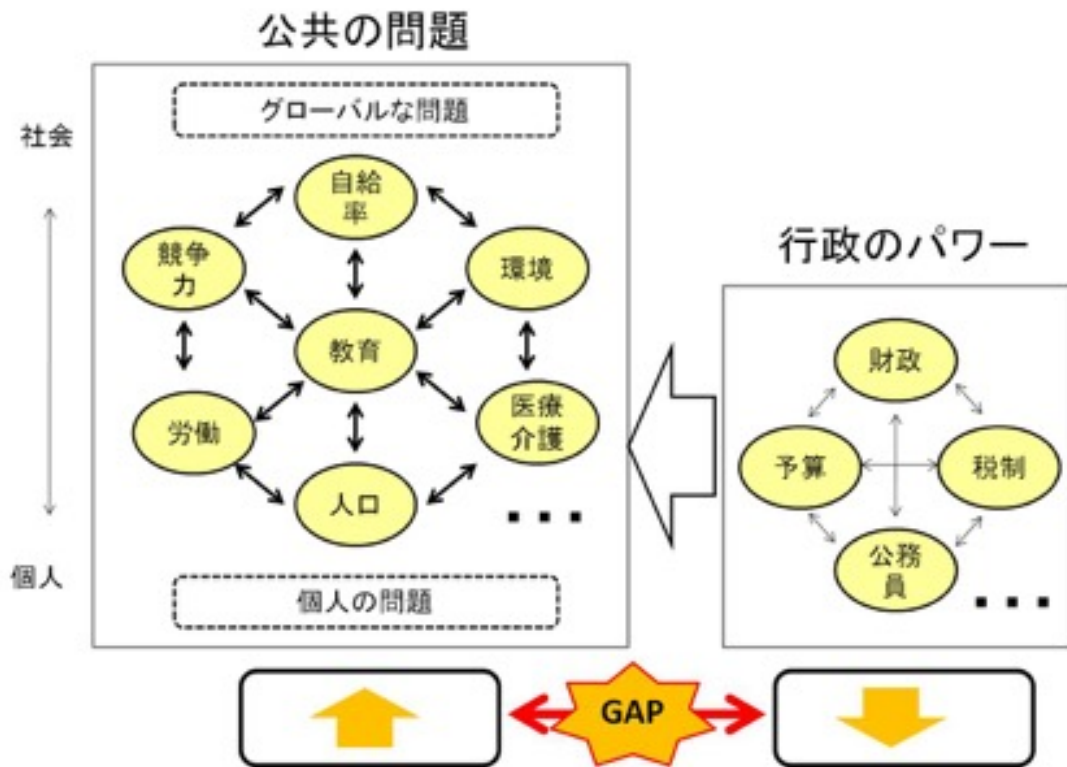 公共の問題
グローバルな問題
社会
自給
率
競争
力
環境
教育
労働
医療
介護
人口
・・・
個人
個人の問題
行政のパワー
財政
予算
税制
公務
員
・・・
GAP